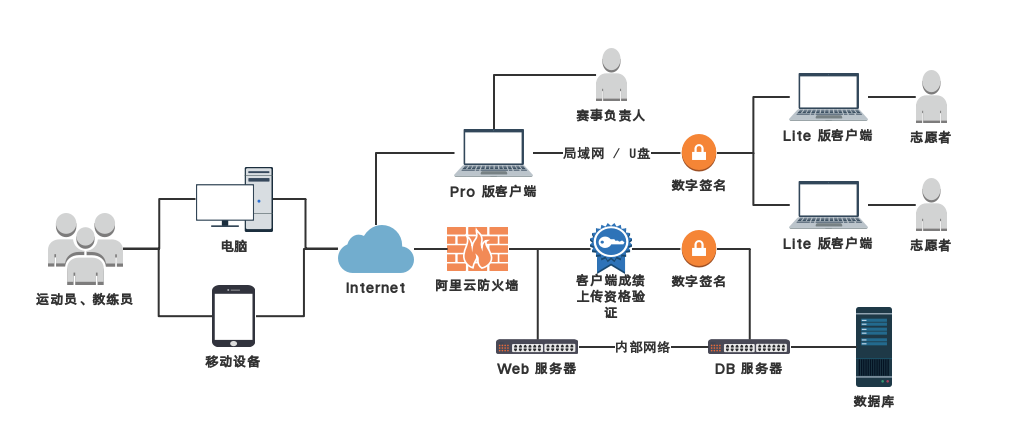 赛事负责人
Lite 版客户端
志愿者
局域网 / U盘
Pro 版客户端
数字签名
电脑
Lite 版客户端
志愿者
运动员、教练员
Internet
阿里云防火墙
客户端成绩
上传资格验
证
数字签名
移动设备
内部网络
Web 服务器
DB 服务器
数据库